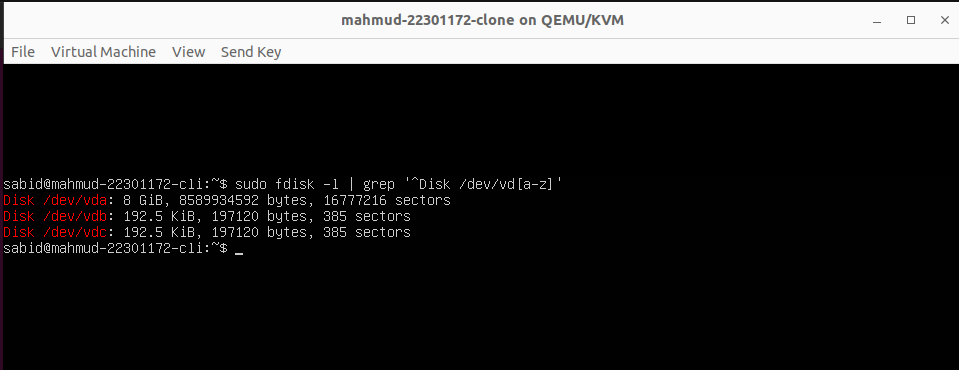 mahmud-22301172-clone on QEMU/KVM
File Virtual Machine View Send Key
sabid@mahmud-22301172-cli:~$ sudo fdisk -l | grep '^Disk /dev/vd[a-z]'
Disk /dev/vda: 8 GiB, 8589934592 bytes, 16777216 sectors
Disk /dev/vdb: 192.5 KiB, 197120 bytes, 385 sectors
Disk /dev/vdc: 192.5 KiB, 197120 bytes, 385 sectors
sabid@mahmud-22301172-cli:~$ _